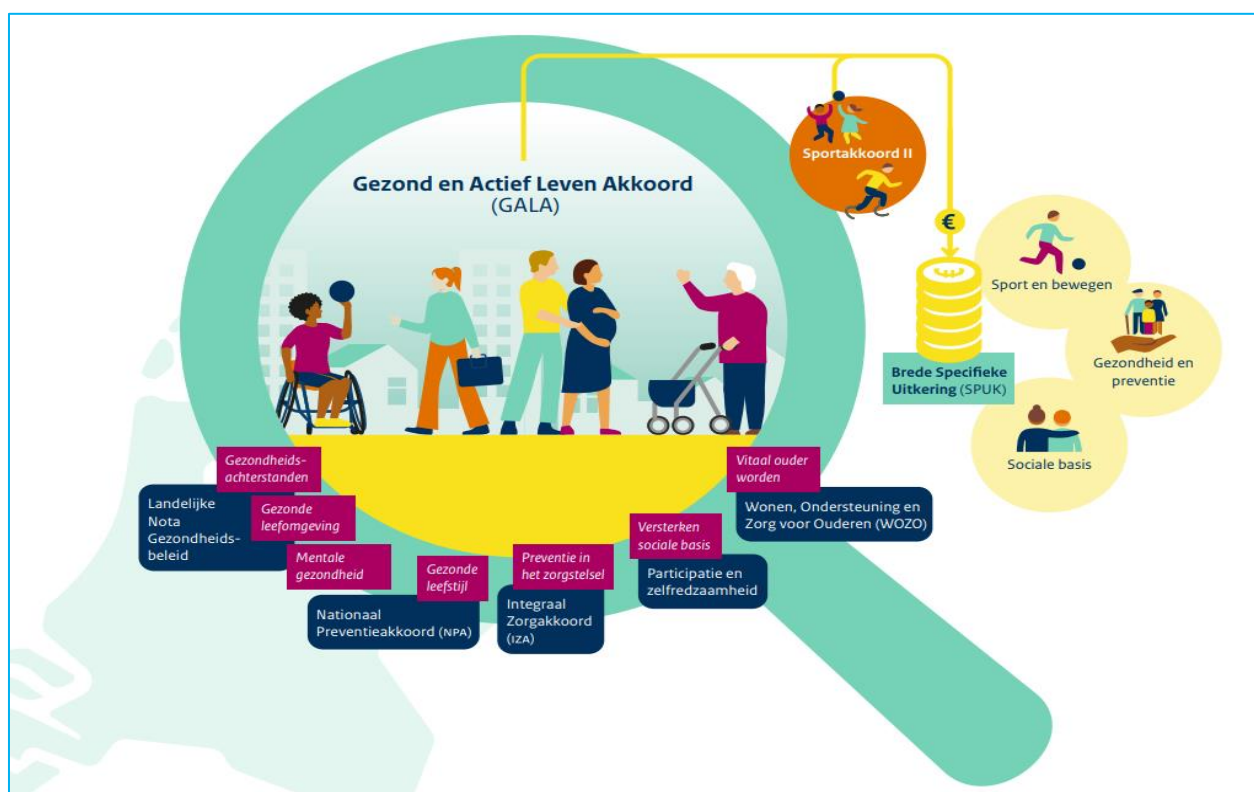 Gezond en Actief Leven Akkoord
(GALA)
Sportakkoord II
€
Sport en bewegen
Gezondheid en
preventie
Brede Specifieke
Uitkering (SPUK)
Sociale basis
Gezondheids-
achterstanden
Landelijke
Nota
Gezondheids-
beleid
Gezonde
leefomgeving
Mentale
gezondheid
Gezonde
leefstijl
Nationaal
Preventieakkoord (NPA)
Preventie in
het zorgstelsel
Integraal
Zorgakkoord
(IZA)
Versterken
sociale basis
Participatie en
zelfredzaamheid
Vitaal ouder
worden
Wonen, Ondersteuning en
Zorg voor Ouderen (WOZO)